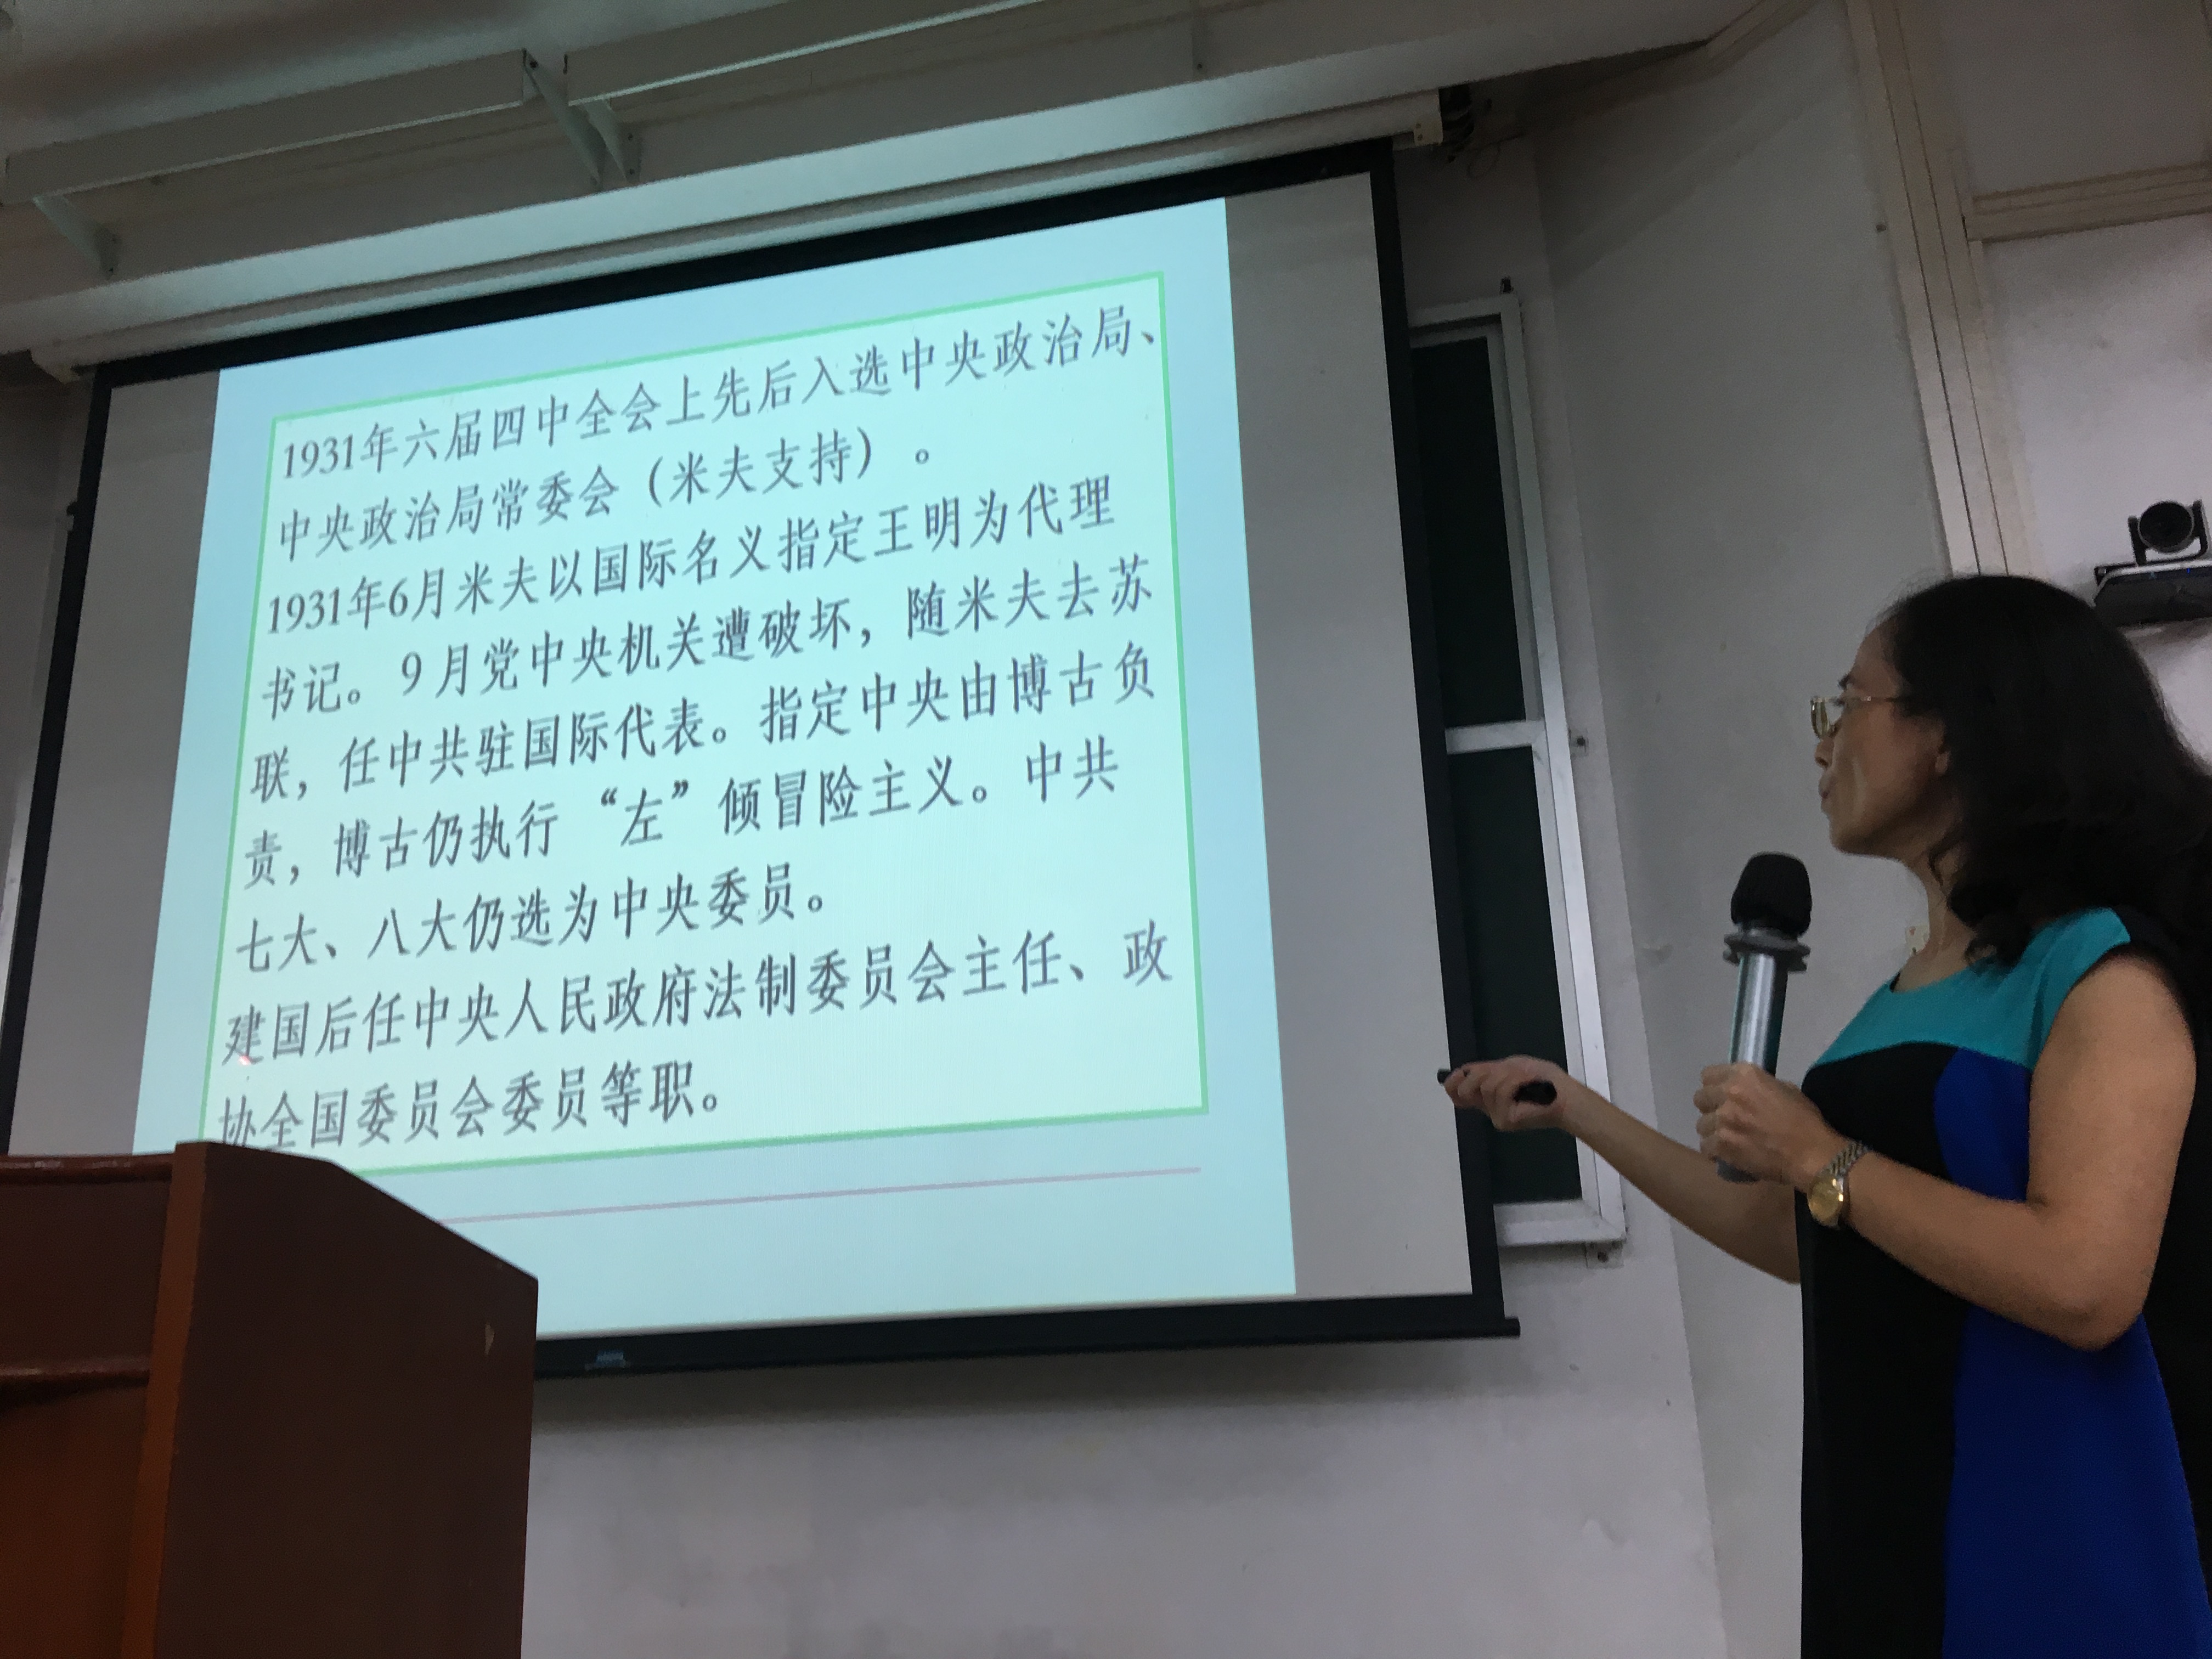 1931年六届四中全会上先后入选中央政治局、
中央政治局常委会（米夫支持）。
1931年6月米夫以国际名义指定王明为代理
书记。9月党中央机关遭破坏，随米夫去苏
联，任中共驻国际代表。指定中央由博古负
责，博古仍执行“左”倾冒险主义。中共
七大、八大仍选为中央委员。
建国后任中央人民政府法制委员会主任、政
协全国委员会委员等职。